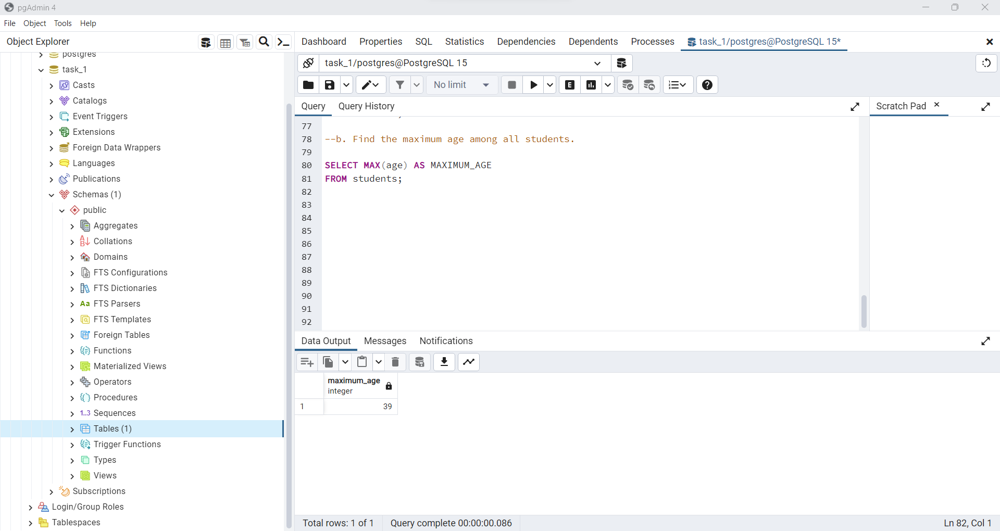 pgAdmin 4
File Object Tools Help
Object Explorer
Dashboard Properties SQL Statistics Dependencies Dependents Processes task_1/postgres@PostgreSQL 15*
postgres
task_1
Casts
Catalogs
Event Triggers
Extensions
Foreign Data Wrappers
Languages
Publications
Schemas (1)
public
Aggregates
Collations
Domains
FTS Configurations
FTS Dictionaries
Aa FTS Parsers
FTS Templates
Foreign Tables
Functions
Materialized Views
Operators
Procedures
1..3 Sequences
Tables (1)
Trigger Functions
Types
Views
Subscriptions
Login/Group Roles
Tablespaces
task_1/postgres@PostgreSQL 15
No limit
E
Query Query History
Scratch Pad
77
78 --b. Find the maximum age among all students.
79
80 SELECT MAX(age) AS MAXIMUM_AGE
81 FROM students;
82
83
84
85
86
87
88
89
90
91
92
Data Output Messages Notifications
maximum_age
integer
1 39
Total rows: 1 of 1 Query complete 00:00:00.086 Ln 82, Col 1